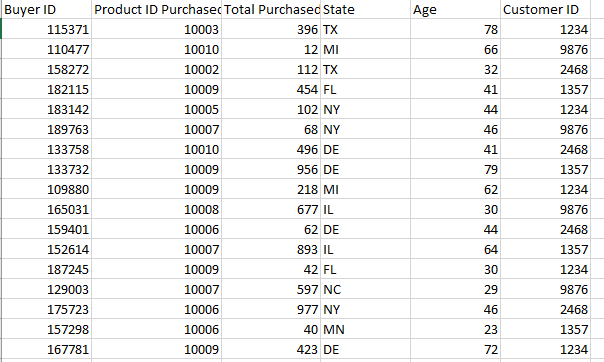 Buyer ID Product ID Purchased Total Purchased State Age Customer ID
115371 10003 396 TX 78 1234
110477 10010 12 MI 66 9876
158272 10002 112 TX 32 2468
182115 10009 454 FL 41 1357
183142 10005 102 NY 44 1234
189763 10007 68 NY 46 9876
133758 10010 496 DE 41 2468
133732 10009 956 DE 79 1357
109880 10009 218 MI 62 1234
165031 10008 677 IL 30 9876
159401 10006 62 DE 44 2468
152614 10007 893 IL 64 1357
187245 10009 42 FL 30 1234
129003 10007 597 NC 29 9876
175723 10006 977 NY 46 2468
157298 10006 40 MN 23 1357
167781 10009 423 DE 72 1234